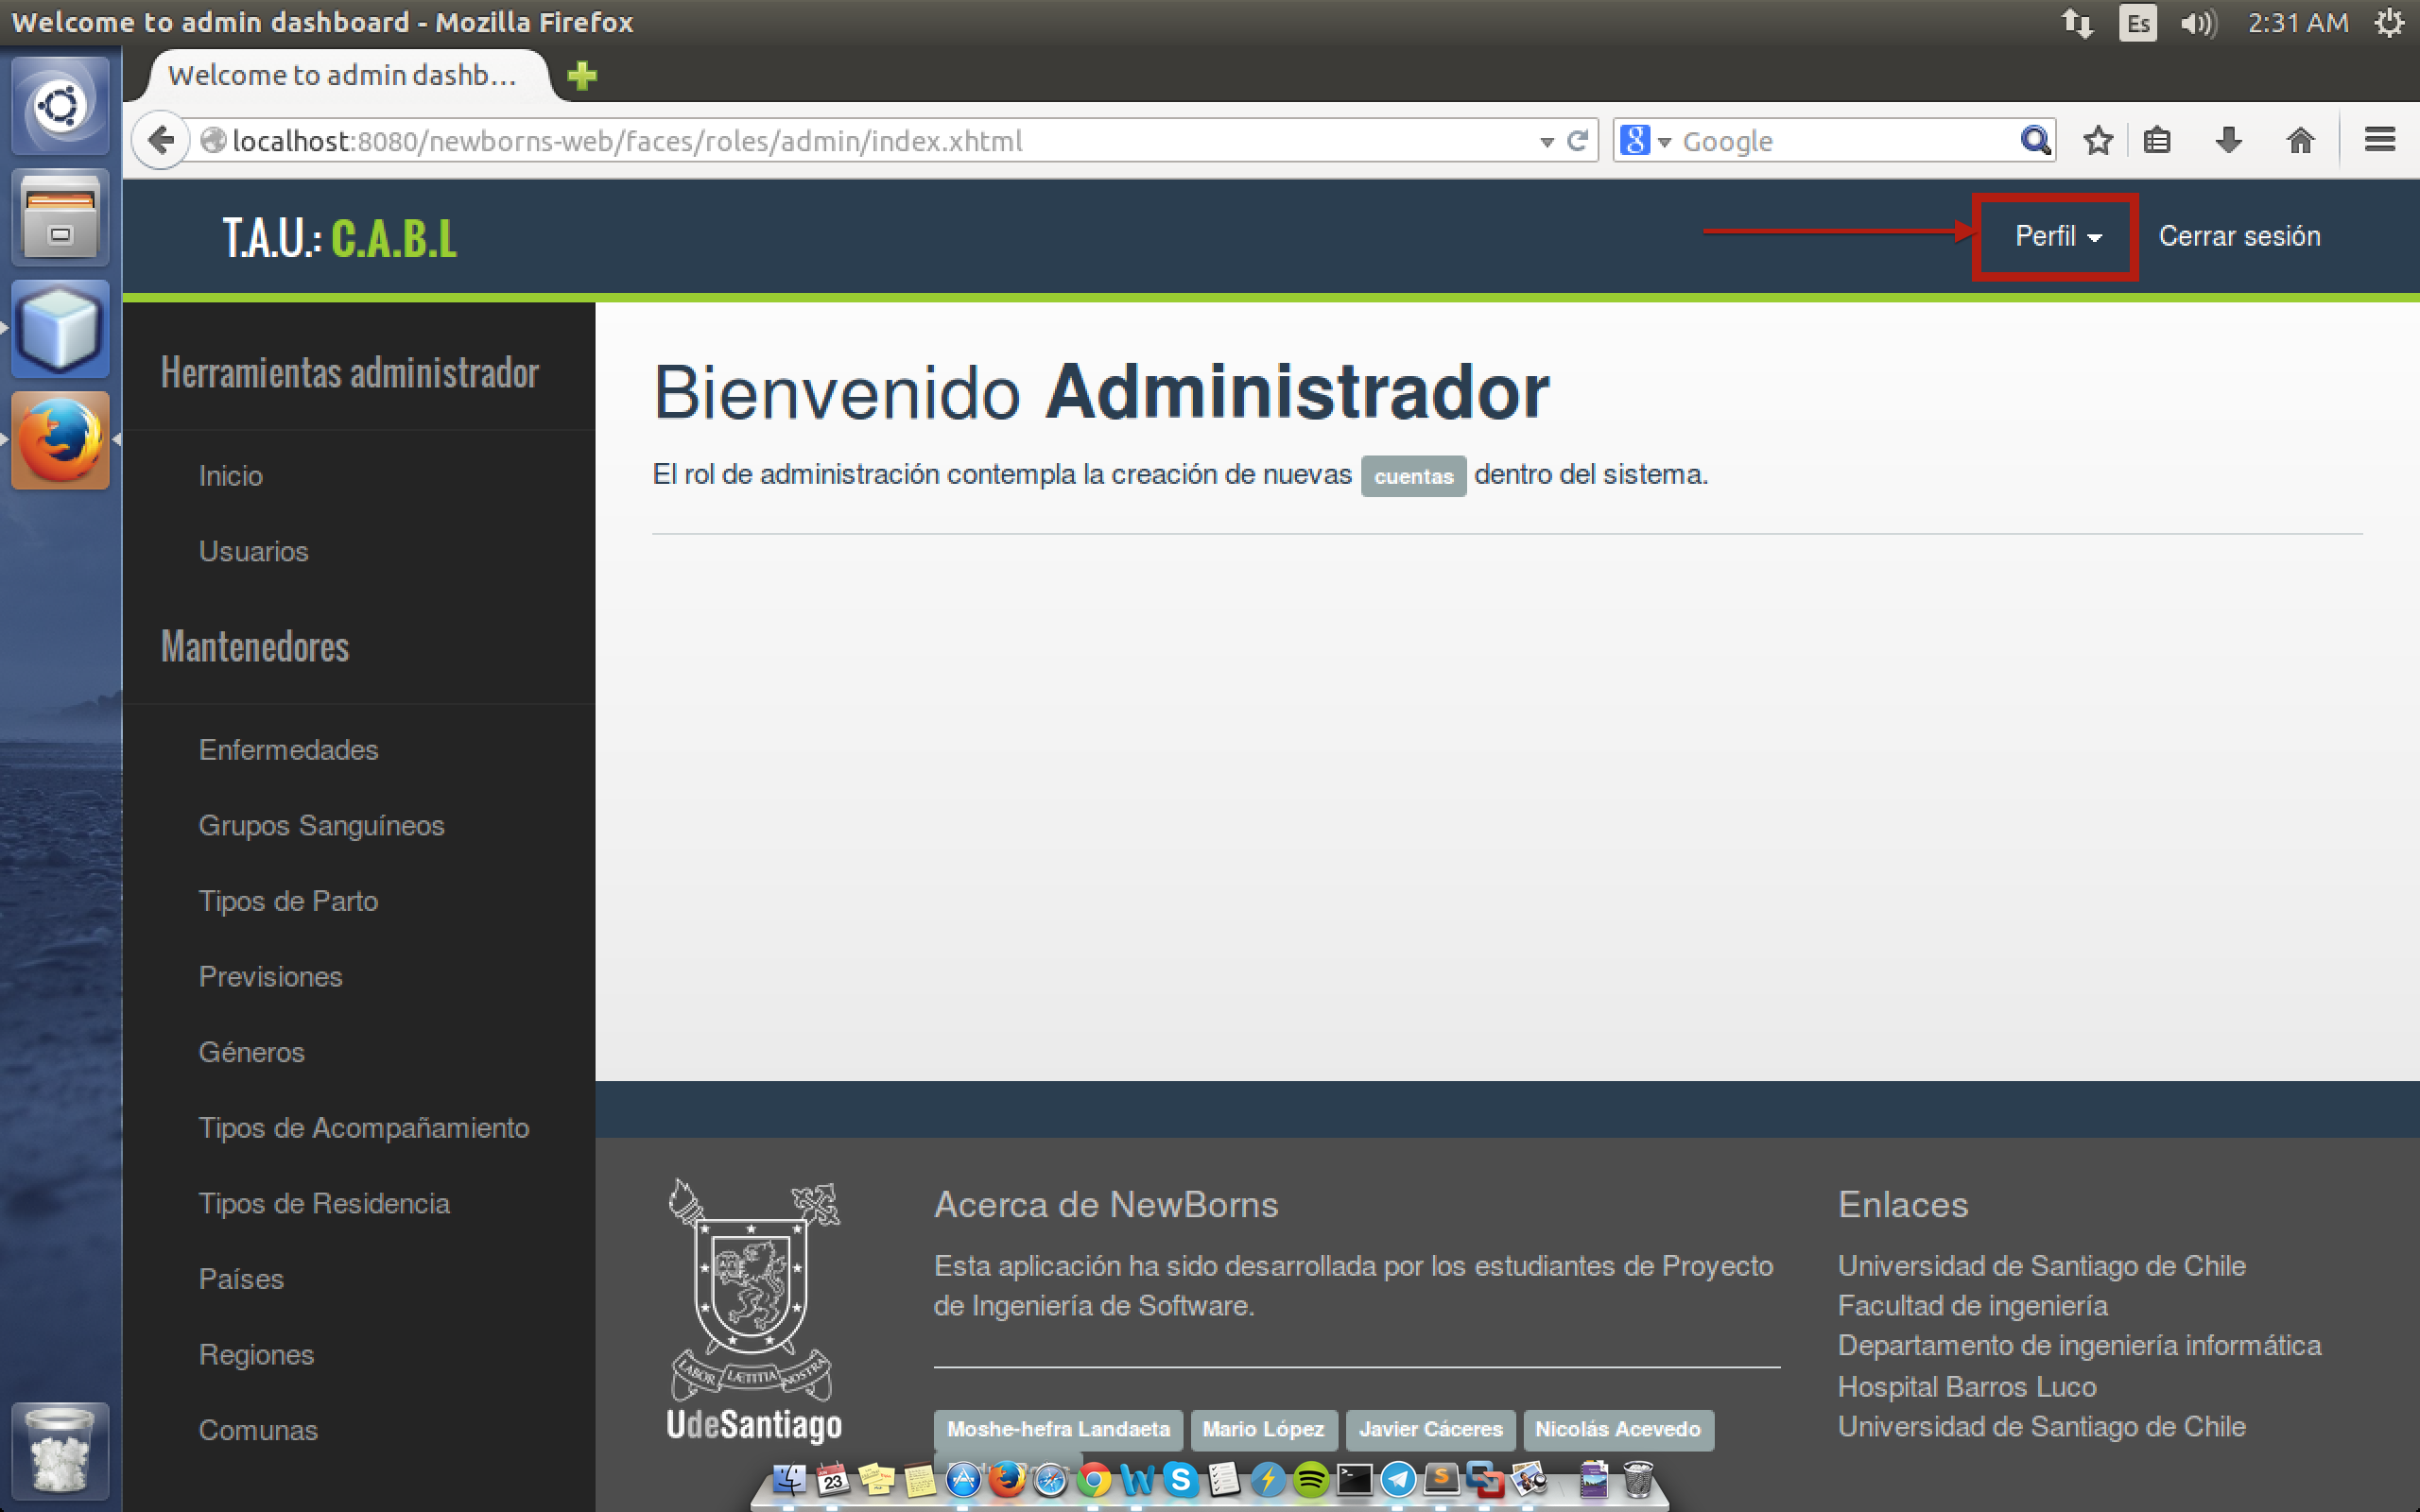 Welcome to admin dashboard - Mozilla Firefox
Es
2:31 AM
Welcome to admin dashb...
localhost:8080/newborns-web/faces/roles/admin/index.xhtml
Google
T.A.U.: C.A.B.L
Perfil
Cerrar sesión
Herramientas administrador
Inicio
Usuarios
Mantenedores
Enfermedades
Grupos Sanguíneos
Tipos de Parto
Previsiones
Géneros
Tipos de Acompañamiento
Tipos de Residencia
Países
Regiones
Comunas
Bienvenido Administrador
El rol de administración contempla la creación de nuevas cuentas dentro del sistema.
LABOR LÆTITIA NOSTRA
UdeSantiago
Acerca de NewBorns
Esta aplicación ha sido desarrollada por los estudiantes de Proyecto
de Ingeniería de Software.
Moshe-hefra Landaeta Mario López Javier Cáceres Nicolás Acevedo
Enlaces
Universidad de Santiago de Chile
Facultad de ingeniería
Departamento de ingeniería informática
Hospital Barros Luco
Universidad de Santiago de Chile
23